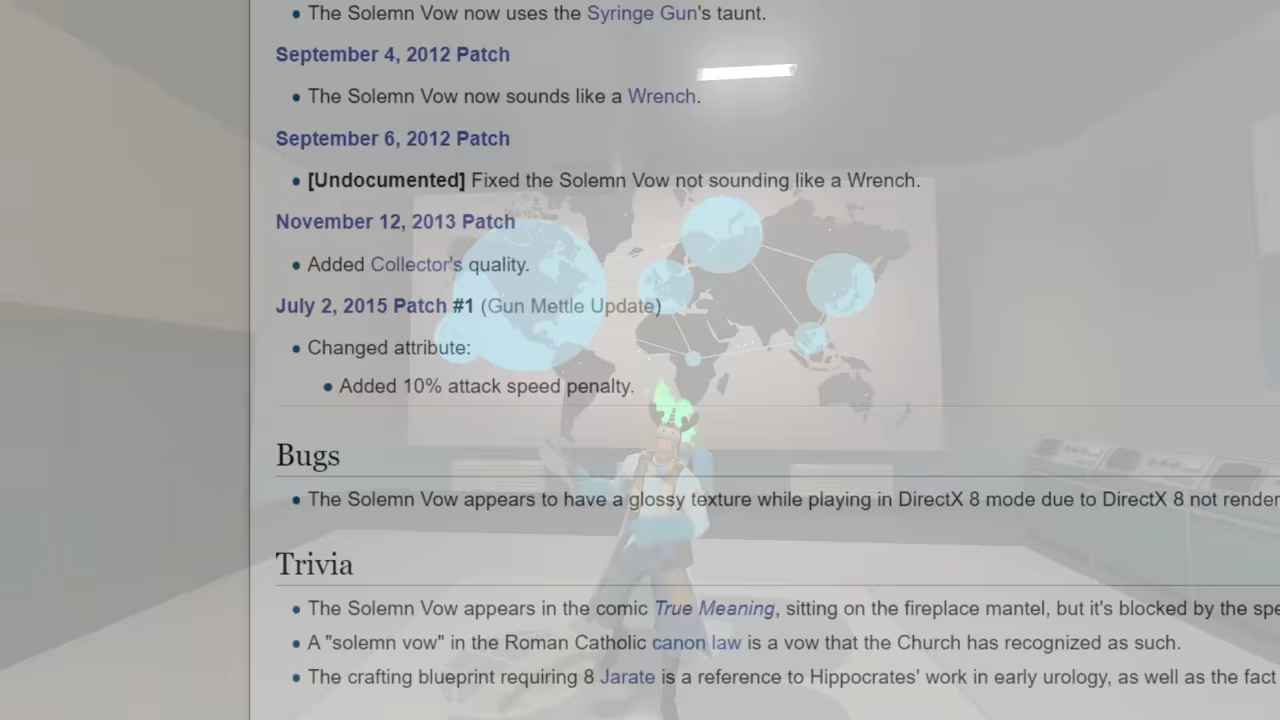 The Solemn Vow now uses the Syringe Gun's taunt.
September 4, 2012 Patch
The Solemn Vow now sounds like a Wrench.
September 6, 2012 Patch
[Undocumented] Fixed the Solemn Vow not sounding like a Wrench.
November 12, 2013 Patch
Added Collector's quality.
July 2, 2015 Patch #1 (Gun Mettle Update)
Changed attribute:
Added 10% attack speed penalty.
Bugs
The Solemn Vow appears to have a glossy texture while playing in DirectX 8 mode due to DirectX 8 not render
Trivia
The Solemn Vow appears in the comic True Meaning, sitting on the fireplace mantel, but it's blocked by the spe
A "solemn vow" in the Roman Catholic canon law is a vow that the Church has recognized as such.
The crafting blueprint requiring 8 Jarate is a reference to Hippocrates' work in early urology, as well as the fact